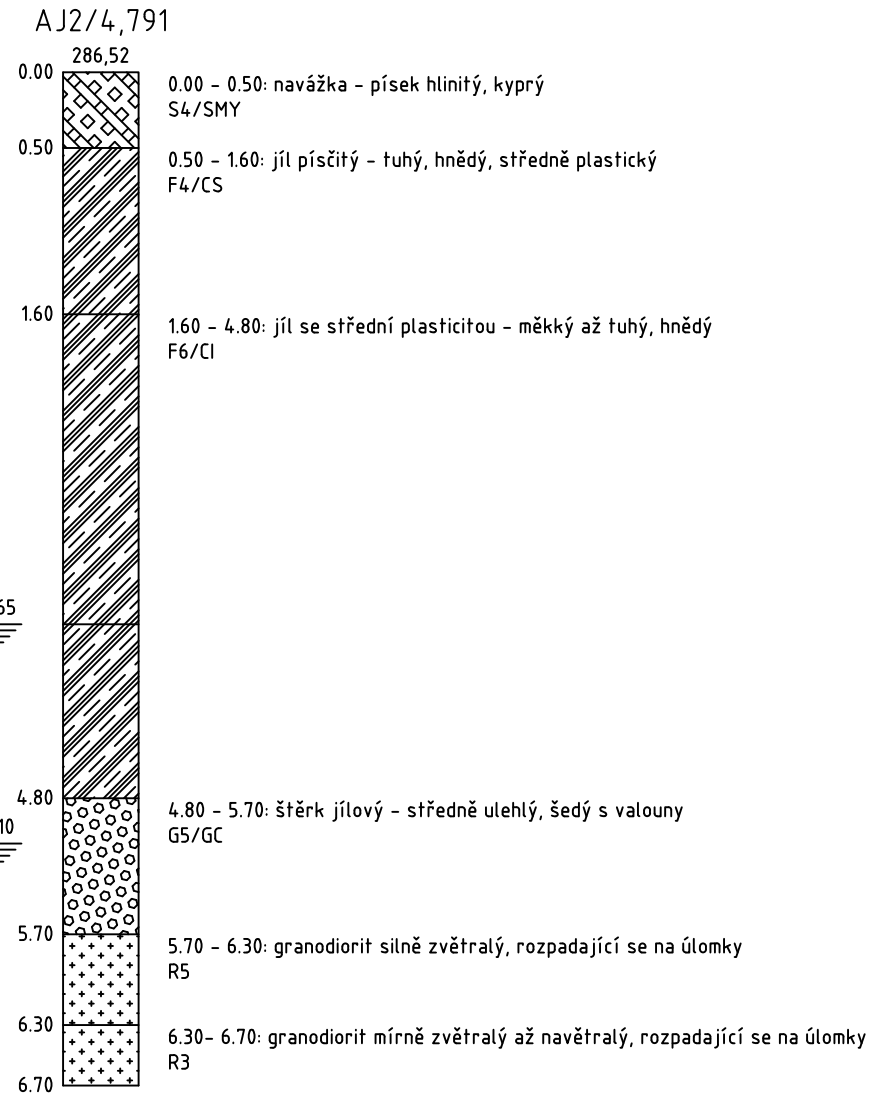 AJ2/4,791
286,52
0.00
0.00 - 0.50: navážka - písek hlinitý, kyprý
S4/SMY
0.50
0.50 - 1.60: jíl písčitý - tuhý, hnědý, středně plastický
F4/CS
1.60
1.60 - 4.80: jíl se střední plasticitou - měkký až tuhý, hnědý
F6/CI
65
4.80
4.80 - 5.70: štěrk jílový - středně ulehlý, šedý s valouny
G5/GC
10
5.70
5.70 - 6.30: granodiorit silně zvětralý, rozpadající se na úlomky
R5
6.30
6.30- 6.70: granodiorit mírně zvětralý až navětralý, rozpadající se na úlomky
R3
6.70